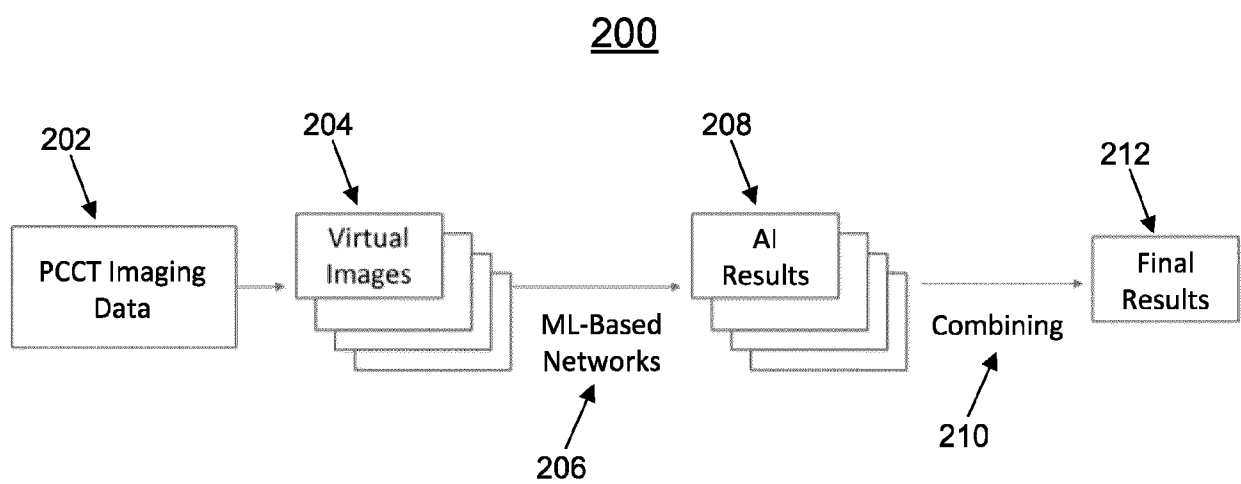 200
202
204
208
212
PCCT Imaging
Data
Virtual
Images
ML-Based
Networks
AI
Results
Combining
Final
Results
206
210